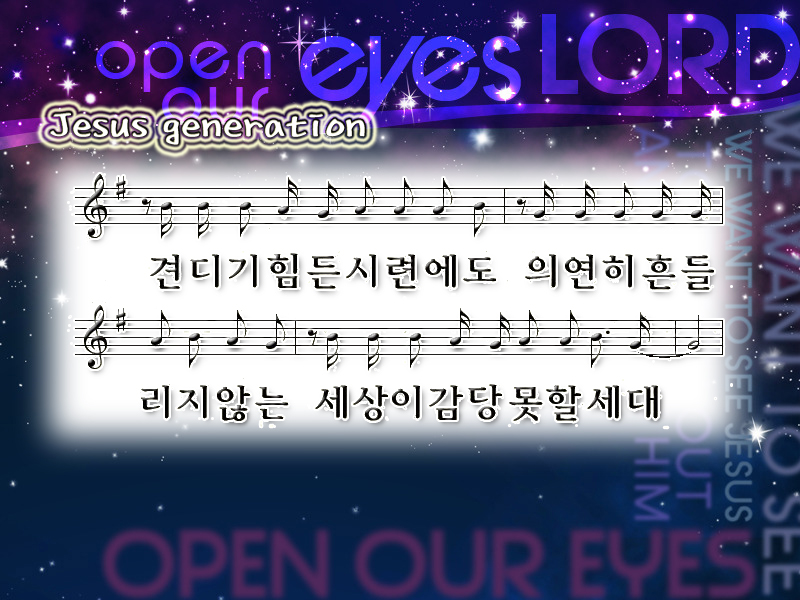 open eyes LORD
our
Jesus generation
견디기힘든시련에도 의연히흔들
리지않는 세상이감당못할세대
WE WANT TO SEE JESUS
WE WANT TO SEE
OUT
HIM
OPEN OUR EYES